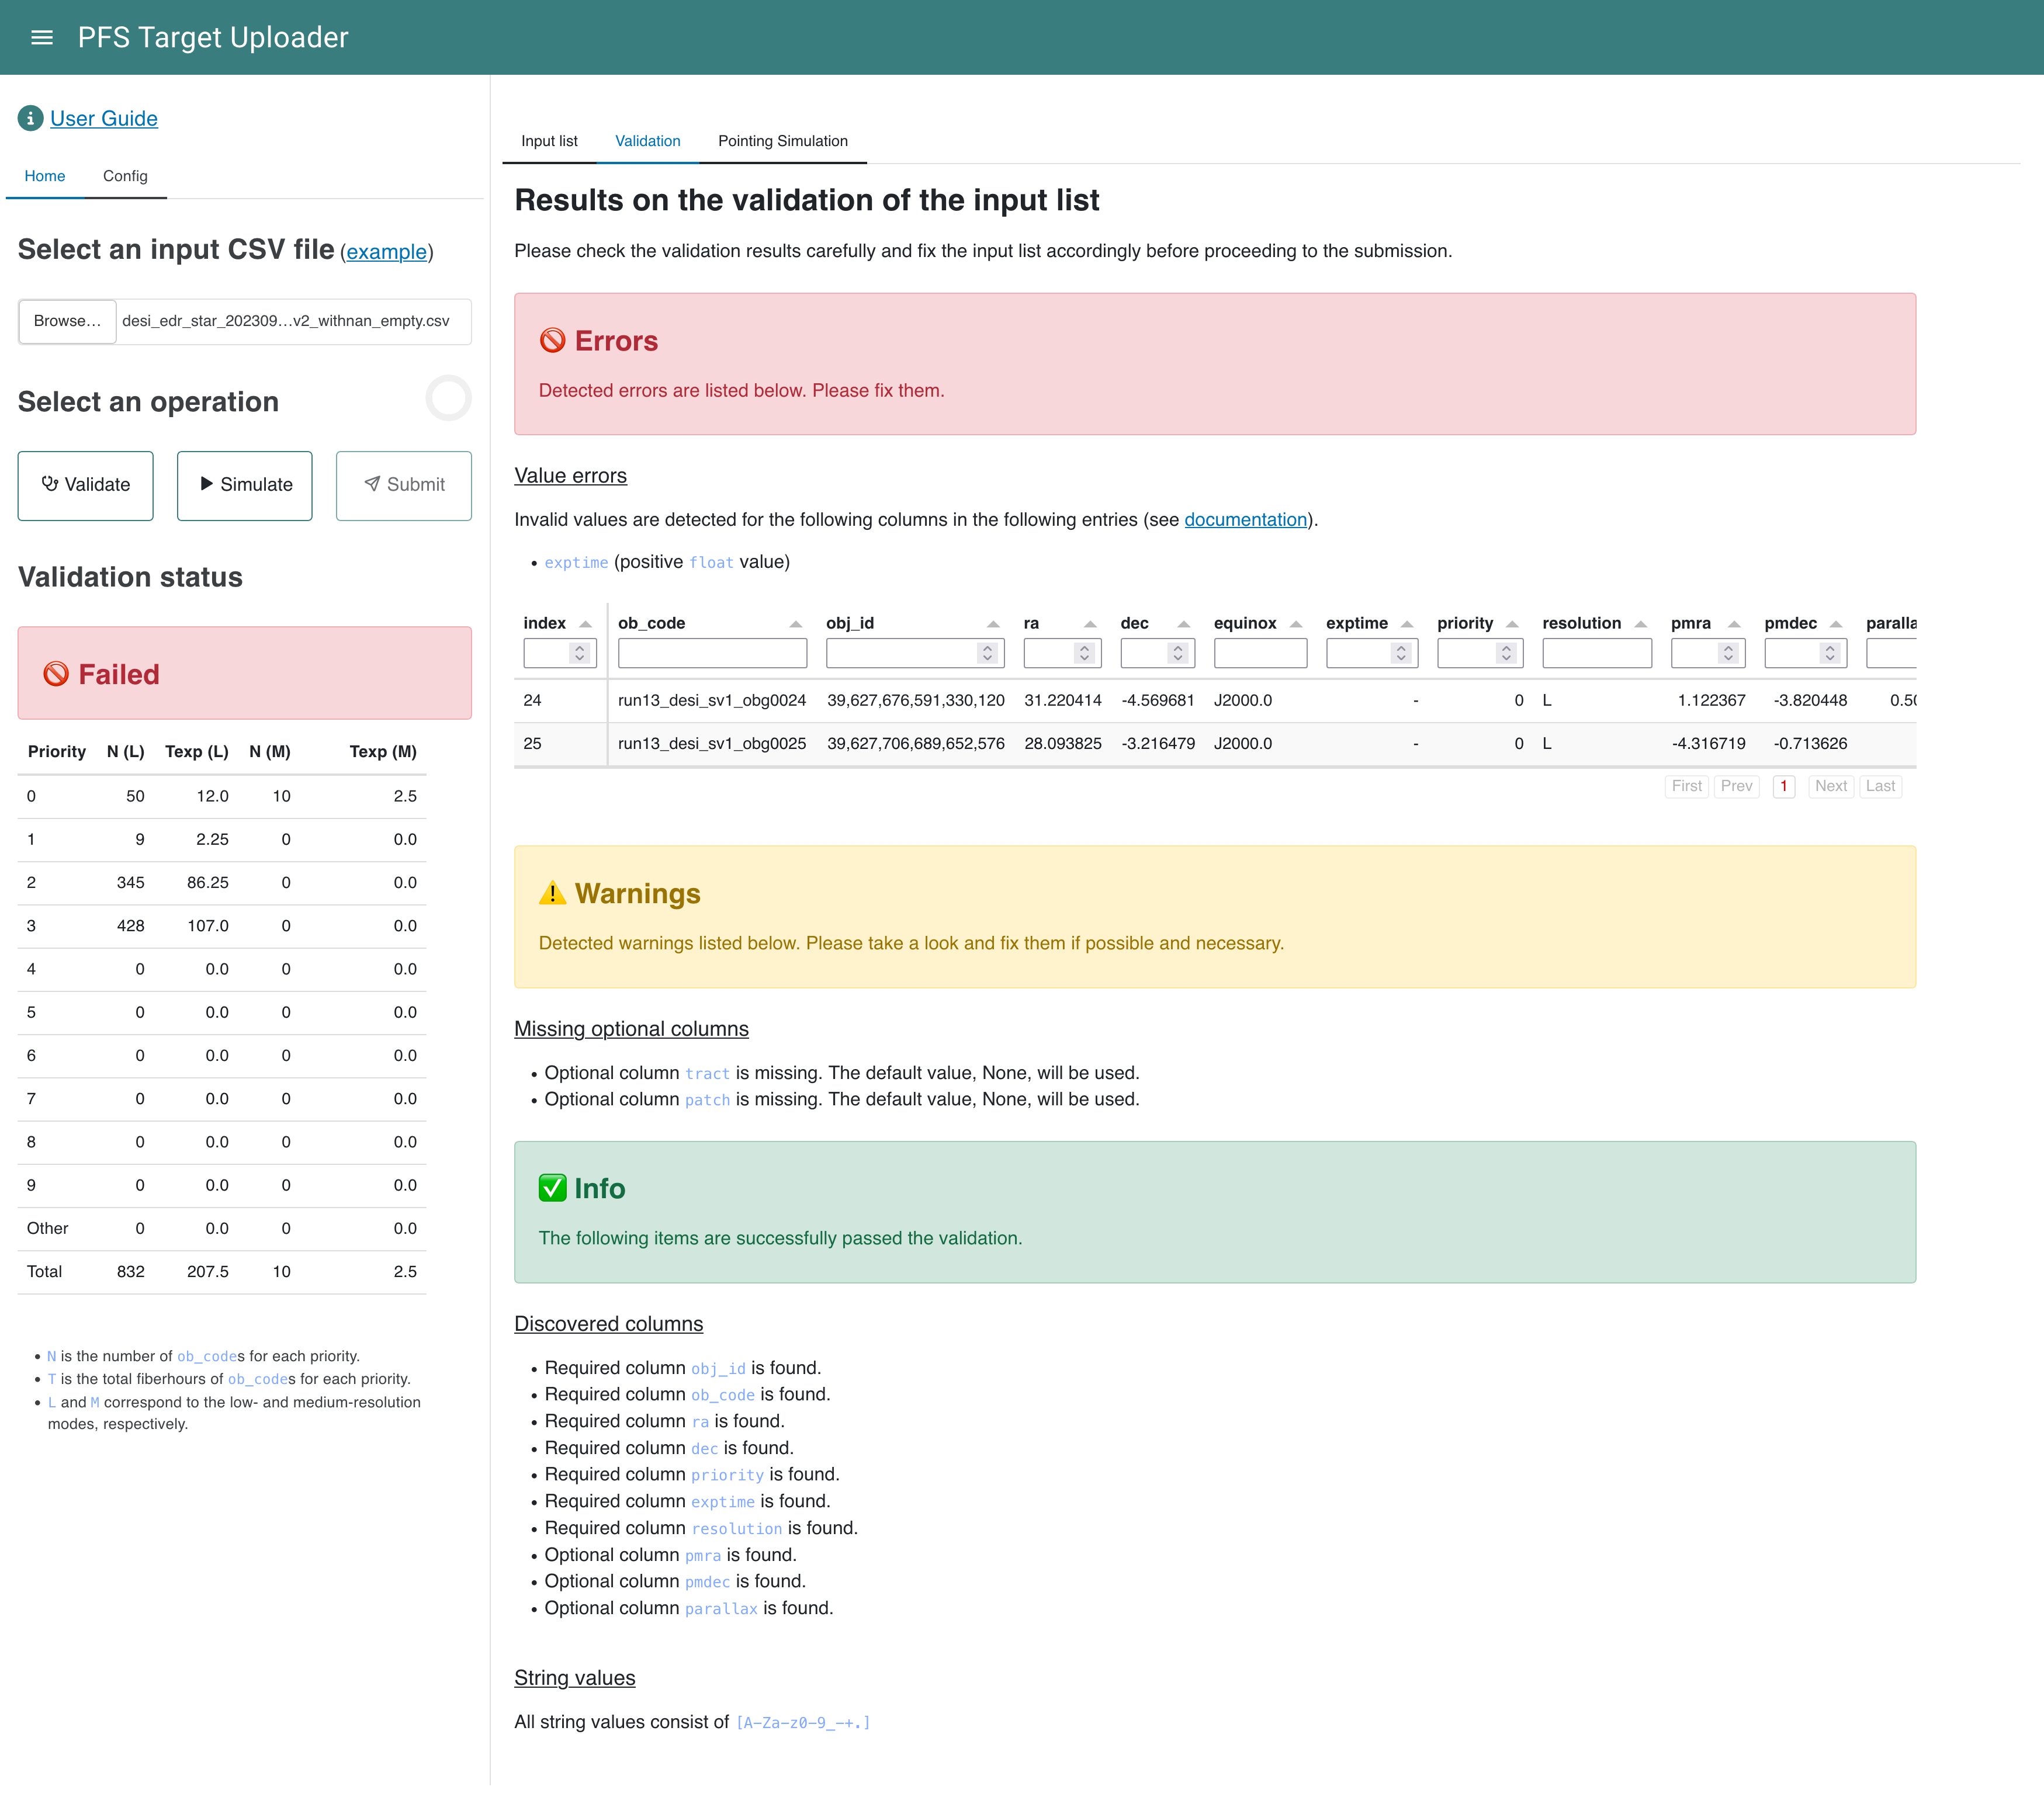 PFS Target Uploader
User Guide
Home Config
Select an input CSV file (example)
Browse... desi_edr_star_202309...v2_withnan_empty.csv
Select an operation
Validate Simulate Submit
Validation status
Failed
Priority N (L) Texp (L) N (M) Texp (M)
0 50 12.0 10 2.5
1 9 2.25 0 0.0
2 345 86.25 0 0.0
3 428 107.0 0 0.0
4 0 0.0 0 0.0
5 0 0.0 0 0.0
6 0 0.0 0 0.0
7 0 0.0 0 0.0
8 0 0.0 0 0.0
9 0 0.0 0 0.0
Other 0 0.0 0 0.0
Total 832 207.5 10 2.5
• N is the number of ob_codes for each priority.
• T is the total fiberhours of ob_codes for each priority.
• L and M correspond to the low- and medium-resolution
modes, respectively.
Input list Validation Pointing Simulation
Results on the validation of the input list
Please check the validation results carefully and fix the input list accordingly before proceeding to the submission.
Errors
Detected errors are listed below. Please fix them.
Value errors
Invalid values are detected for the following columns in the following entries (see documentation).
• exptime (positive float value)
index ob_code obj_id ra dec equinox exptime priority resolution pmra pmdec paralla
24 run13_desi_sv1_obg0024 39,627,676,591,330,120 31.220414 -4.569681 J2000.0 - 0 L 1.122367 -3.820448 0.50
25 run13_desi_sv1_obg0025 39,627,706,689,652,576 28.093825 -3.216479 J2000.0 - 0 L -4.316719 -0.713626
First Prev 1 Next Last
Warnings
Detected warnings listed below. Please take a look and fix them if possible and necessary.
Missing optional columns
• Optional column tract is missing. The default value, None, will be used.
• Optional column patch is missing. The default value, None, will be used.
Info
The following items are successfully passed the validation.
Discovered columns
• Required column obj_id is found.
• Required column ob_code is found.
• Required column ra is found.
• Required column dec is found.
• Required column priority is found.
• Required column exptime is found.
• Required column resolution is found.
• Optional column pmra is found.
• Optional column pmdec is found.
• Optional column parallax is found.
String values
All string values consist of [A-Za-z0-9_-+.]